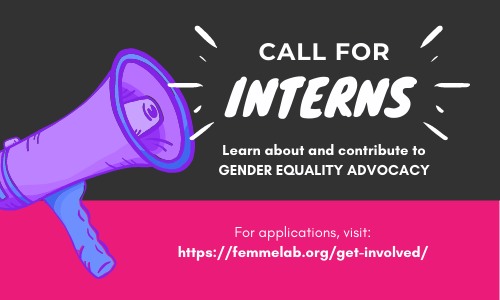 CALL FOR
INTERNS
Learn about and contribute to
GENDER EQUALITY ADVOCACY
For applications, visit:
https://femmelab.org/get-involved/